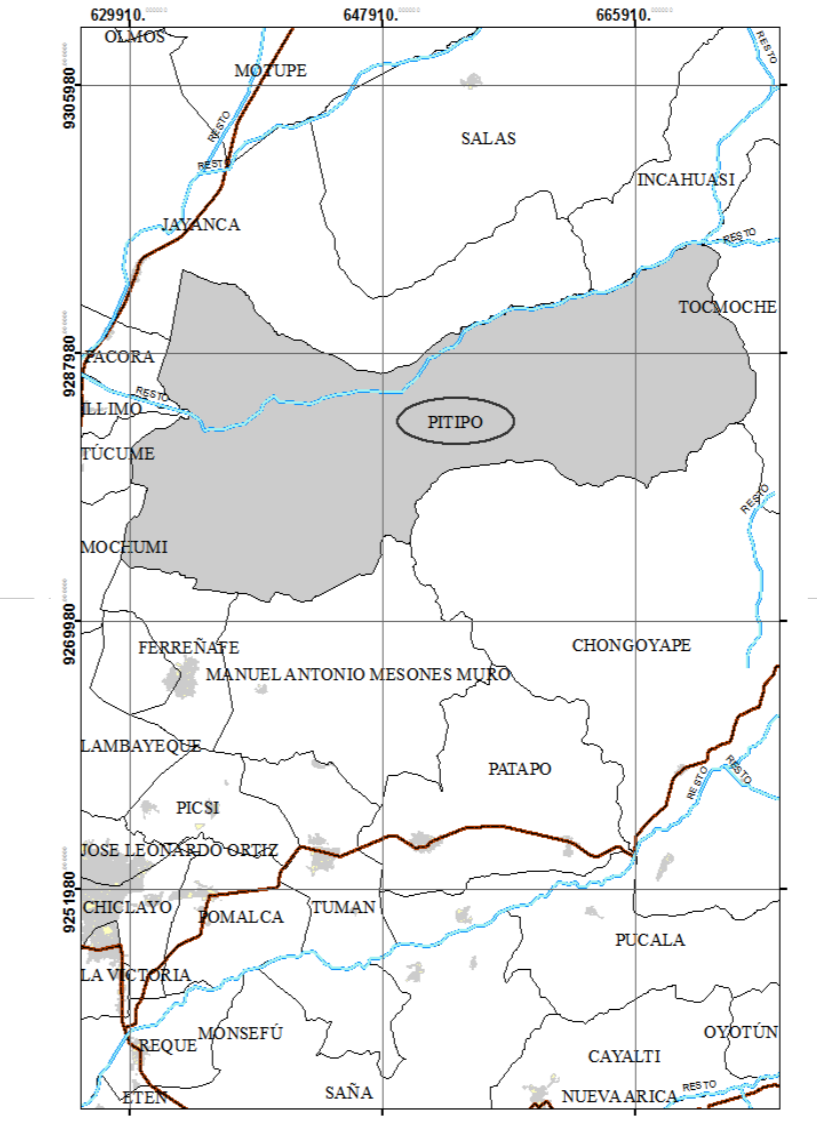 629910. 647910. 665910.
OLMOS
RESTO
MOTUPE
9305980
RESTO
SALAS
RESTO
INCAHUASI
JAYANCA
RESTO
TOCMOCHE
PACORA
9287980
RESTO
ILLIMO
PITIPO
TÚCUME
RESTO
MOCHUMI
9269980
FERREÑAFE
CHONGOYAPE
MANUEL ANTONIO MESONES MURO
LAMBAYEQUE
PATAPO
RESTO
RESTO
PICSI
JOSE LEONARDO ORTIZ
9251980
CHICLAYO
POMALCA
TUMAN
PUCALA
LA VICTORIA
MONSEFÚ
OYOTÚN
REQUE
CAYALTI
RESTO
ETEN
SAÑA
NUEVA ARICA